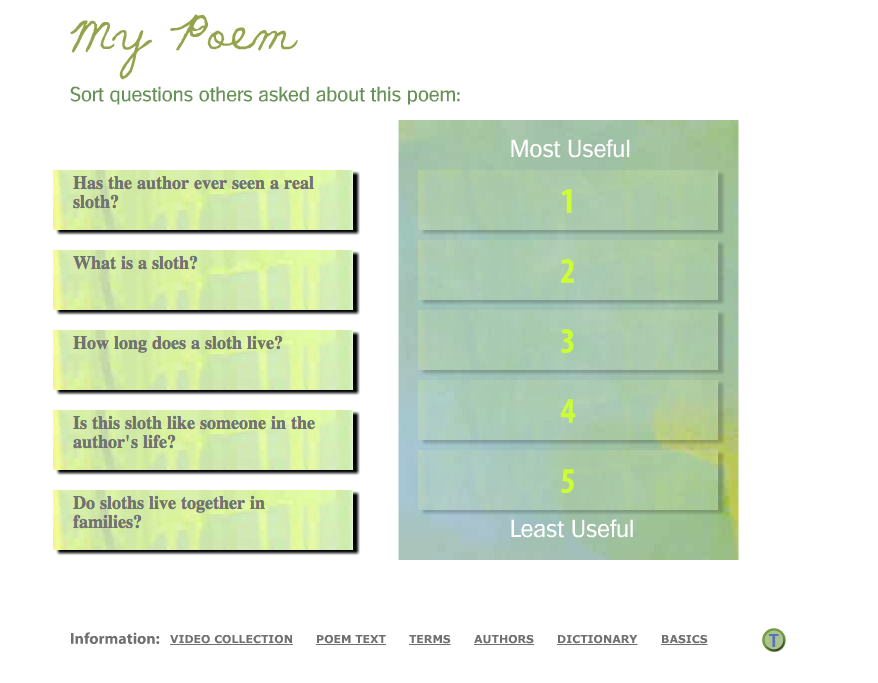 My Poem
Sort questions others asked about this poem:
Has the author ever seen a real
sloth?
What is a sloth?
How long does a sloth live?
Is this sloth like someone in the
author's life?
Do sloths live together in
families?
Most Useful
1
2
3
4
5
Least Useful
Information: VIDEO COLLECTION POEM TEXT TERMS AUTHORS DICTIONARY BASICS T